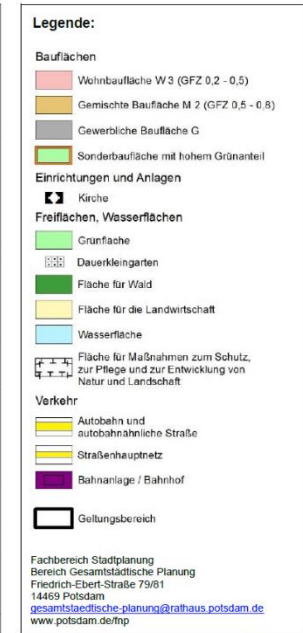 Legende:
Bauflächen
Wohnbaufläche W 3 (GFZ 0,2 - 0,5)
Gemischte Baufläche M 2 (GFZ 0,5 - 0,8)
Gewerbliche Baufläche G
Sonderbaufläche mit hohem Grünanteil
Einrichtungen und Anlagen
Kirche
Freiflächen, Wasserflächen
Grünfläche
Dauerkleingarten
Fläche für Wald
Fläche für die Landwirtschaft
Wasserfläche
Fläche für Maßnahmen zum Schutz,
zur Pflege und zur Entwicklung von
Natur und Landschaft
Verkehr
Autobahn und
autobahnähnliche Straße
Straßenhauptnetz
Bahnanlage / Bahnhof
Geltungsbereich
Fachbereich Stadtplanung
Bereich Gesamtstädtische Planung
Friedrich-Ebert-Straße 79/81
14469 Potsdam
gesamtstaedtische-planung@rathaus.potsdam.de
www.potsdam.de/fnp